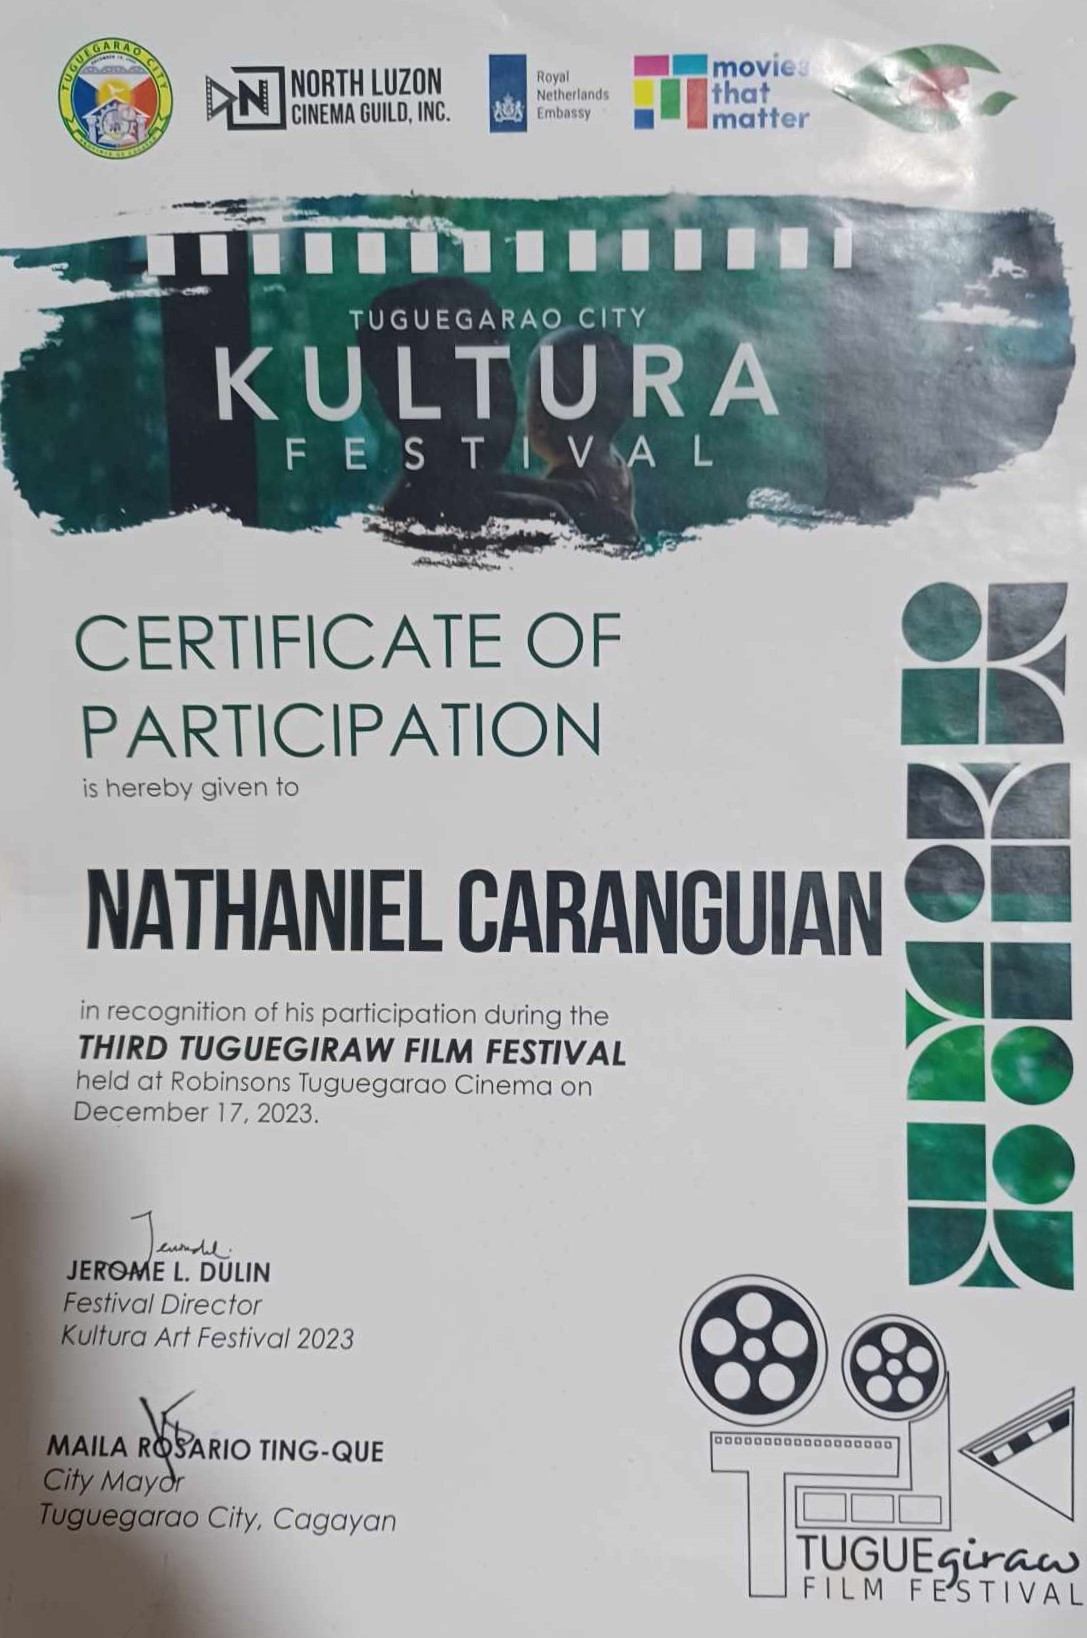 TUGUEGARAO CITY
NORTH LUZON
CINEMA GUILD, INC.
Royal
Netherlands
Embassy
movies
that
matter
TUGUEGARAO CITY
KULTURA
FESTIVAL
CERTIFICATE OF
PARTICIPATION
is hereby given to
NATHANIEL CARANGUIAN
in recognition of his participation during the
THIRD TUGUEGIRAW FILM FESTIVAL
held at Robinsons Tuguegarao Cinema on
December 17, 2023.
JEROME L. DULIN
Festival Director
Kultura Art Festival 2023
MAILA ROSARIO TING-QUE
City Mayor
Tuguegarao City, Cagayan
TUGUEgiraw
FILM FESTIVAL